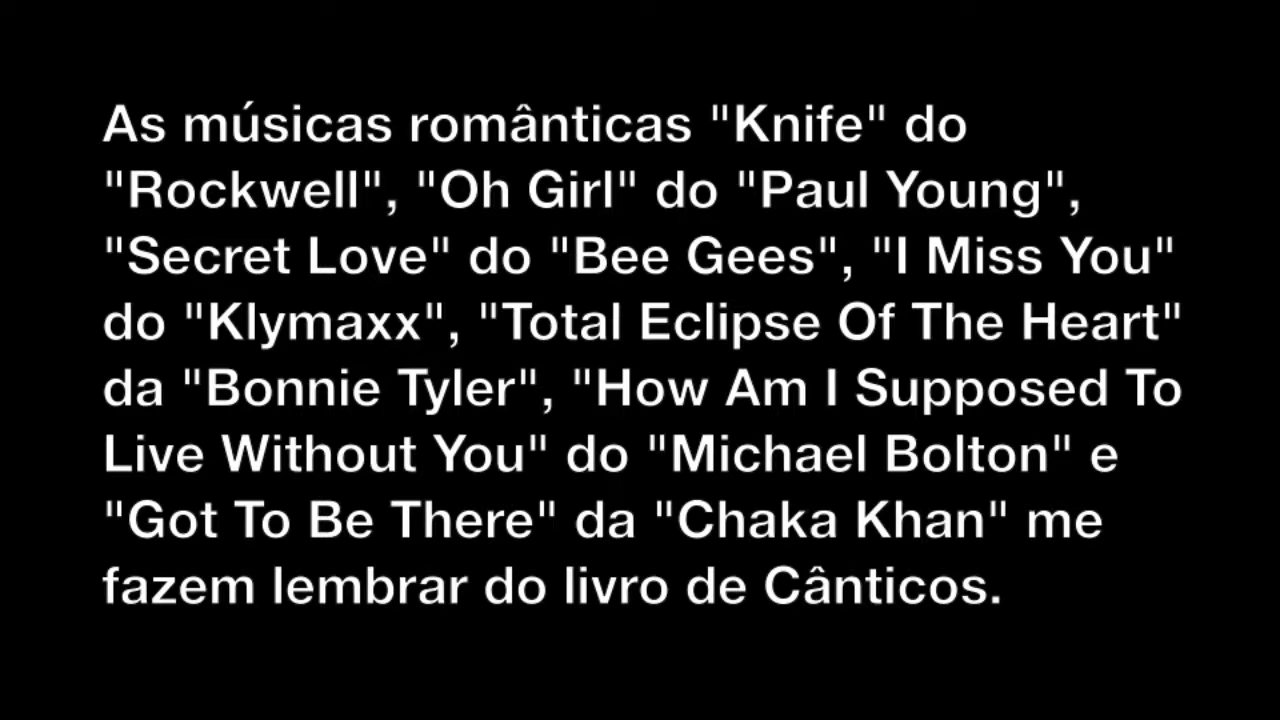 As músicas românticas "Knife" do
"Rockwell", "Oh Girl" do "Paul Young",
"Secret Love" do "Bee Gees", "I Miss You"
do "Klymaxx", "Total Eclipse Of The Heart"
da "Bonnie Tyler", "How Am I Supposed To
Live Without You" do "Michael Bolton" e
"Got To Be There" da "Chaka Khan" me
fazem lembrar do livro de Cânticos.